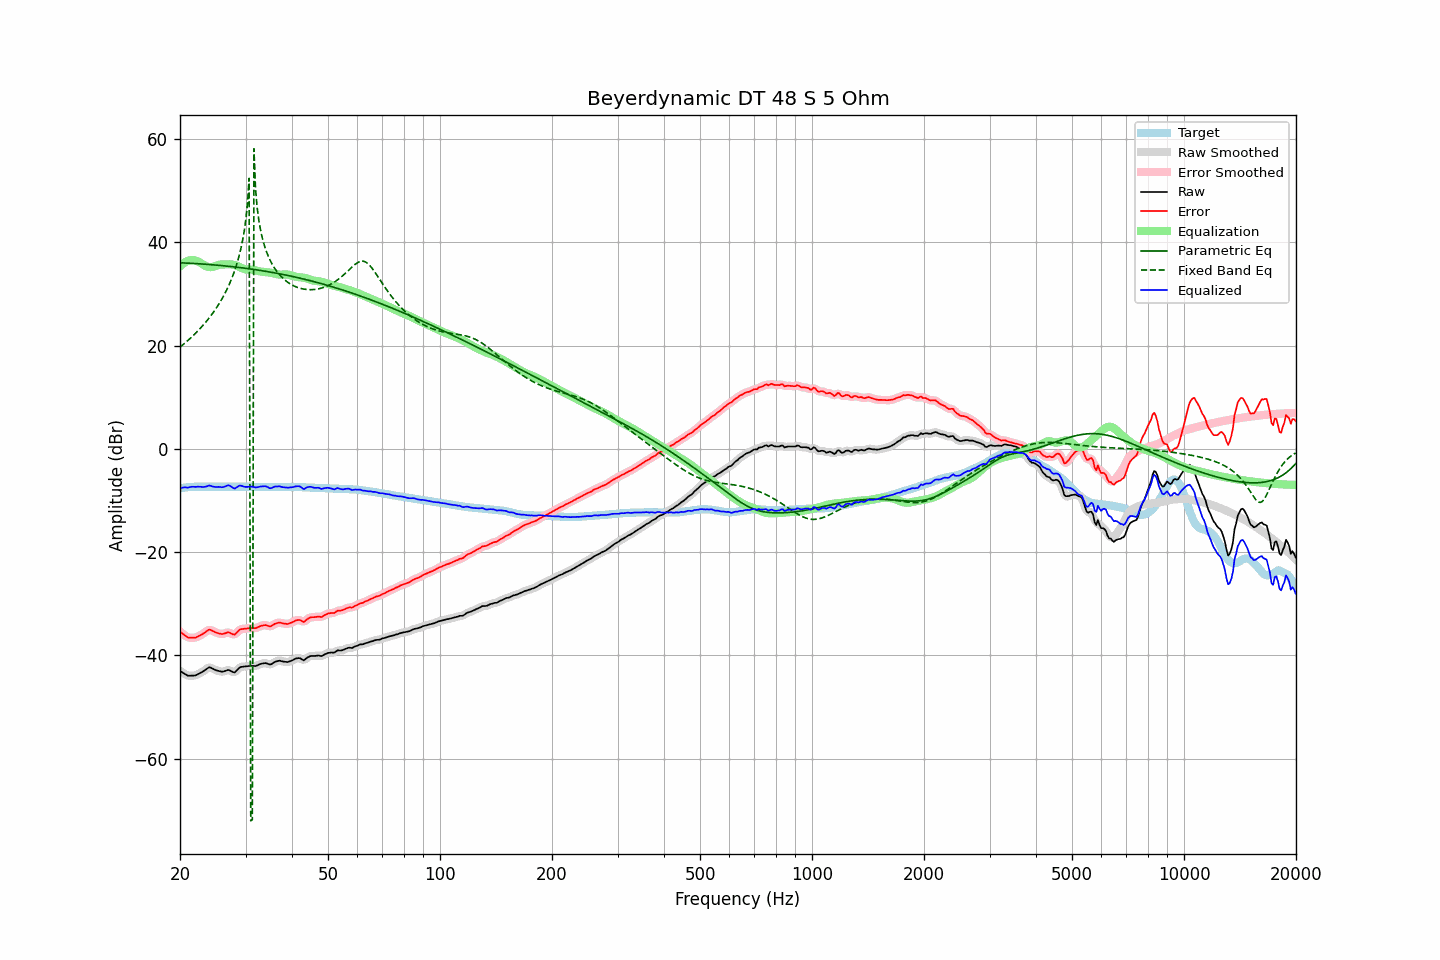 Beyerdynamic DT 48 S 5 Ohm
Amplitude (dBr)
60
40
20
0
−20
−40
−60
Target
Raw Smoothed
Error Smoothed
Raw
Error
Equalization
Parametric Eq
Fixed Band Eq
Equalized
20
50
100
200
500
1000
2000
5000
10000
20000
Frequency (Hz)